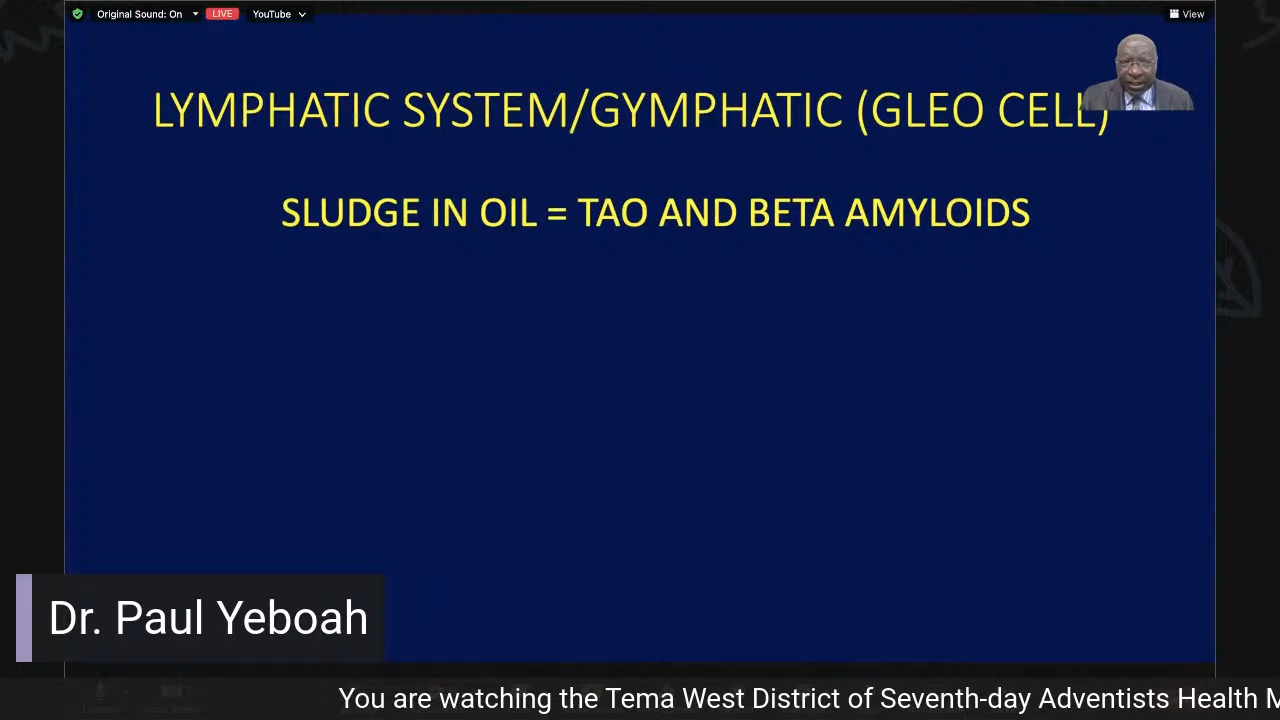 Original Sound: On
LIVE
YouTube
View
LYMPHATIC SYSTEM/GYMPHATIC (GLEO CELL)
SLUDGE IN OIL = TAO AND BETA AMYLOIDS
Dr. Paul Yeboah
You are watching the Tema West District of Seventh-day Adventists Health M